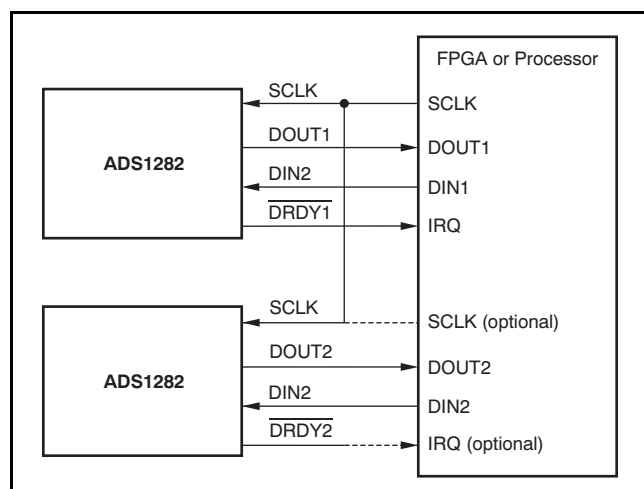 FPGA or Processor
SCLK
SCLK
ADS1282
DOUT1
DOUT1
DIN2
DIN1
DRDY1
IRQ
SCLK
SCLK (optional)
ADS1282
DOUT2
DOUT2
DIN2
DIN2
DRDY2
IRQ (optional)